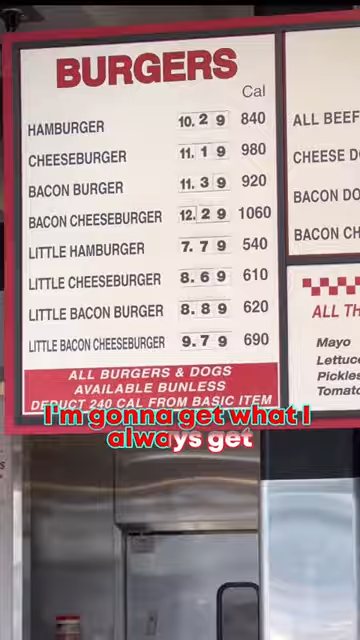 BURGERS
Cal
HAMBURGER 10.29 840
CHEESEBURGER 11.19 980
BACON BURGER 11.39 920
BACON CHEESEBURGER 12.29 1060
LITTLE HAMBURGER 7.79 540
LITTLE CHEESEBURGER 8.69 610
LITTLE BACON BURGER 8.89 620
LITTLE BACON CHEESEBURGER 9.79 690
ALL BURGERS & DOGS
AVAILABLE BUNLESS
DEDUCT 240 CAL FROM BASIC ITEM
ALL BEEF
CHEESE DO
BACON DO
BACON CH
ALL TH
Mayo
Lettuc
Pickles
Tomato
I'm gonna get what I
always get